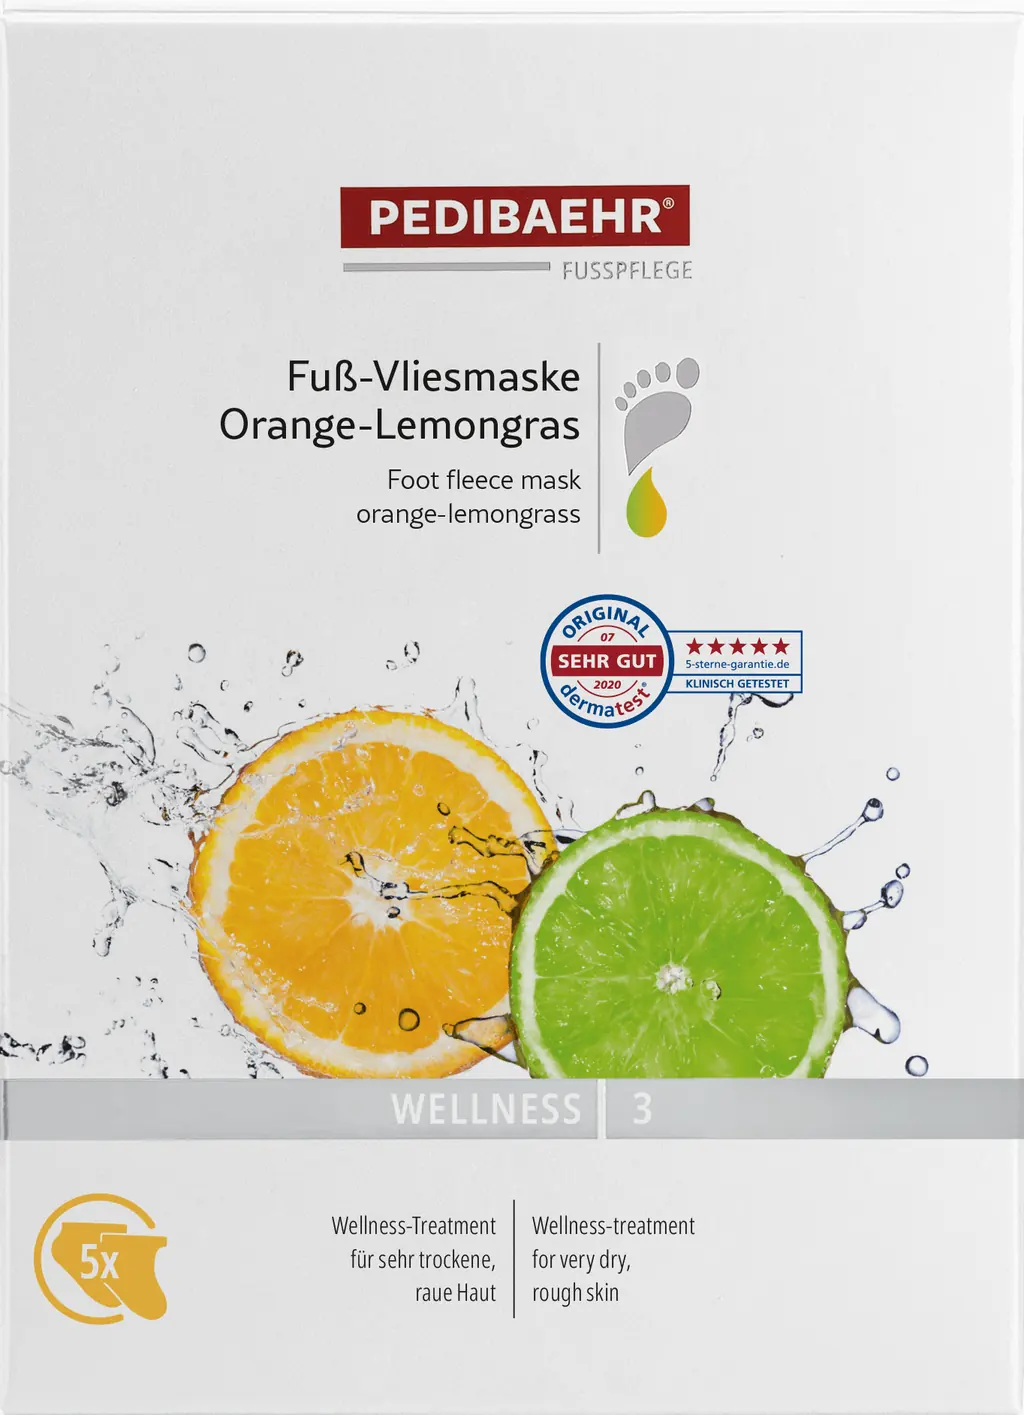 PEDIBAEHR®
FUSSPFLEGE
Fuß-Vliesmaske
Orange-Lemongras
Foot fleece mask
orange-lemongrass
ORIGINAL
07
SEHR GUT
2020
dermatest®
5-sterne-garantie.de
KLINISCH GETESTET
WELLNESS 3
5x
Wellness-Treatment
für sehr trockene,
raue Haut
Wellness-treatment
for very dry,
rough skin